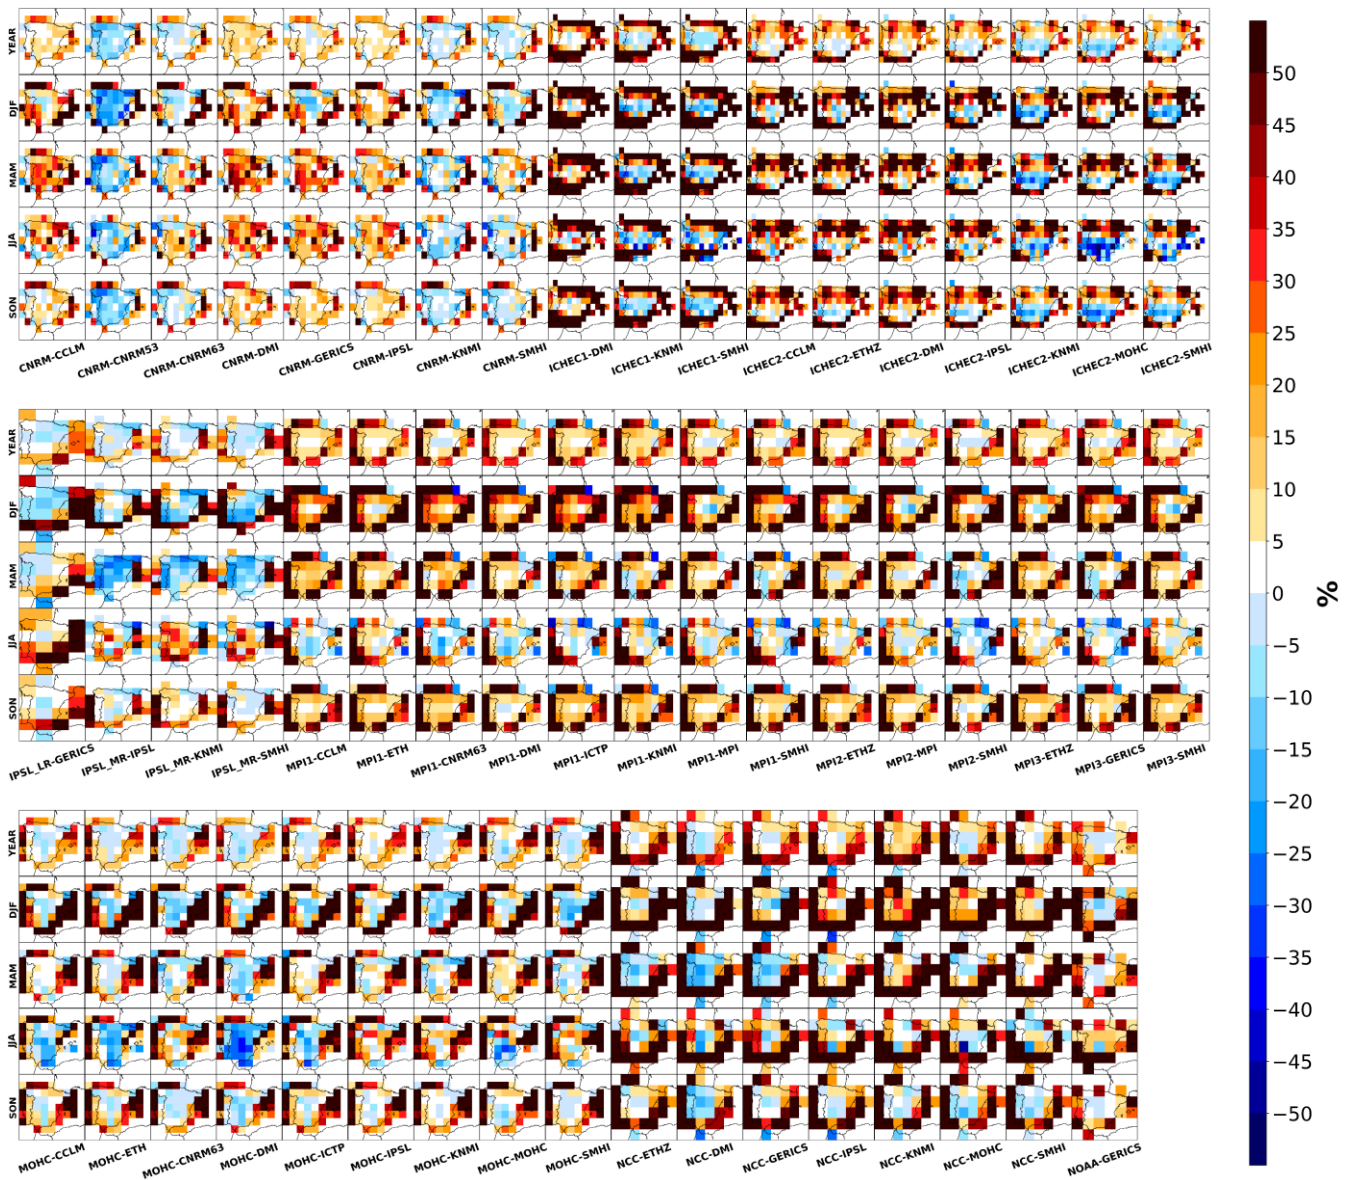 YEAR
DJF
MAM
JJA
SON
CNRM-CCLM CNRM-CNRM53 CNRM-CNRM63 CNRM-DMI CNRM-GERICS CNRM-IPSL CNRM-KNMI CNRM-SMHI ICHEC1-DMI ICHEC1-KNMI ICHEC1-SMHI ICHEC2-CCLM ICHEC2-ETHZ ICHEC2-DMI ICHEC2-IPSL ICHEC2-KNMI ICHEC2-MOHC ICHEC2-SMHI
YEAR
DJF
MAM
JJA
SON
IPSL_LR-GERICS IPSL_MR-IPSL IPSL_MR-KNMI IPSL_MR-SMHI MPI1-CCLM MPI1-ETH MPI1-CNRM63 MPI1-DMI MPI1-ICTP MPI1-KNMI MPI1-MPI MPI1-SMHI MPI2-ETHZ MPI2-MPI MPI2-SMHI MPI3-ETHZ MPI3-GERICS MPI3-SMHI
YEAR
DJF
MAM
JJA
SON
MOHC-CCLM MOHC-ETH MOHC-CNRM63 MOHC-DMI MOHC-ICTP MOHC-IPSL MOHC-KNMI MOHC-MOHC MOHC-SMHI NCC-ETHZ NCC-DMI NCC-GERICS NCC-IPSL NCC-KNMI NCC-MOHC NCC-SMHI NOAA-GERICS
50
45
40
35
30
25
20
15
10
5
0
−5
−10
−15
−20
−25
−30
−35
−40
−45
−50
%